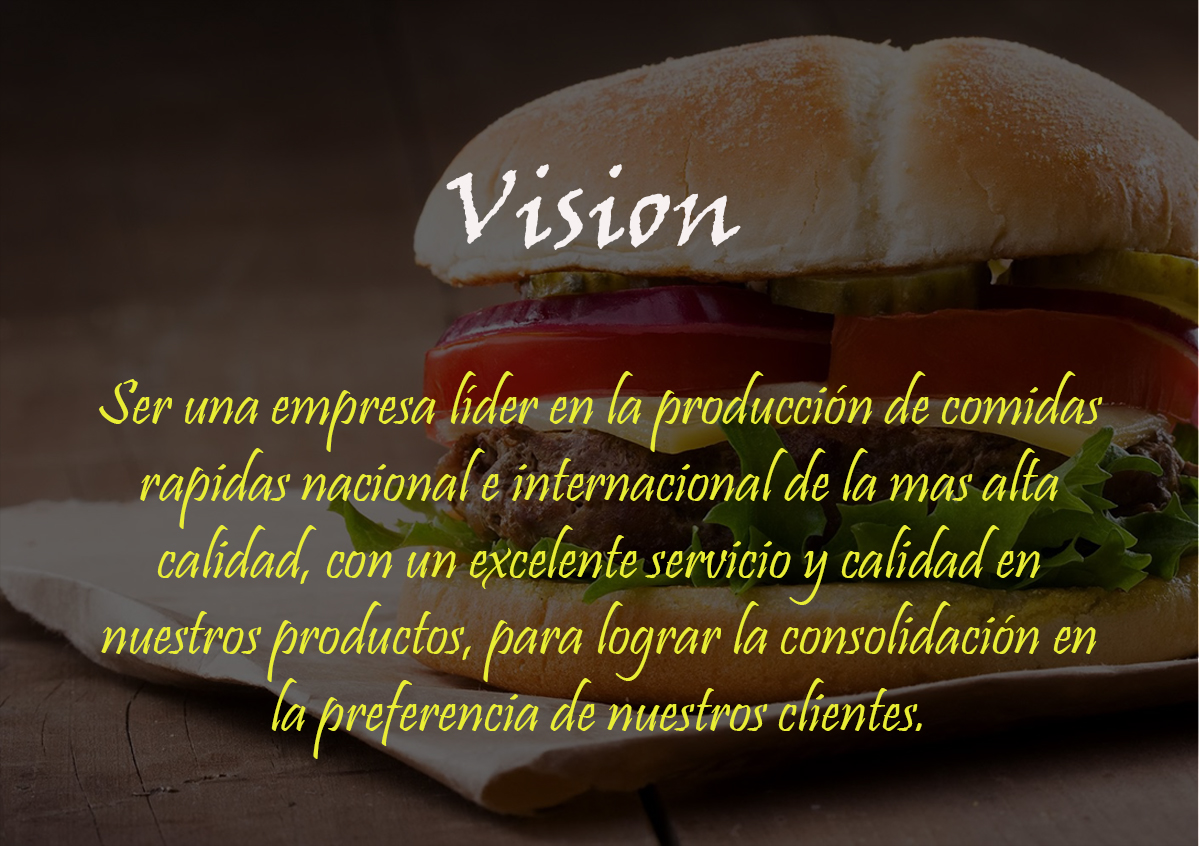 Vision
Ser una empresa líder en la producción de comidas
rapidas nacional e internacional de la mas alta
calidad, con un excelente servicio y calidad en
nuestros productos, para lograr la consolidación en
la preferencia de nuestros clientes.